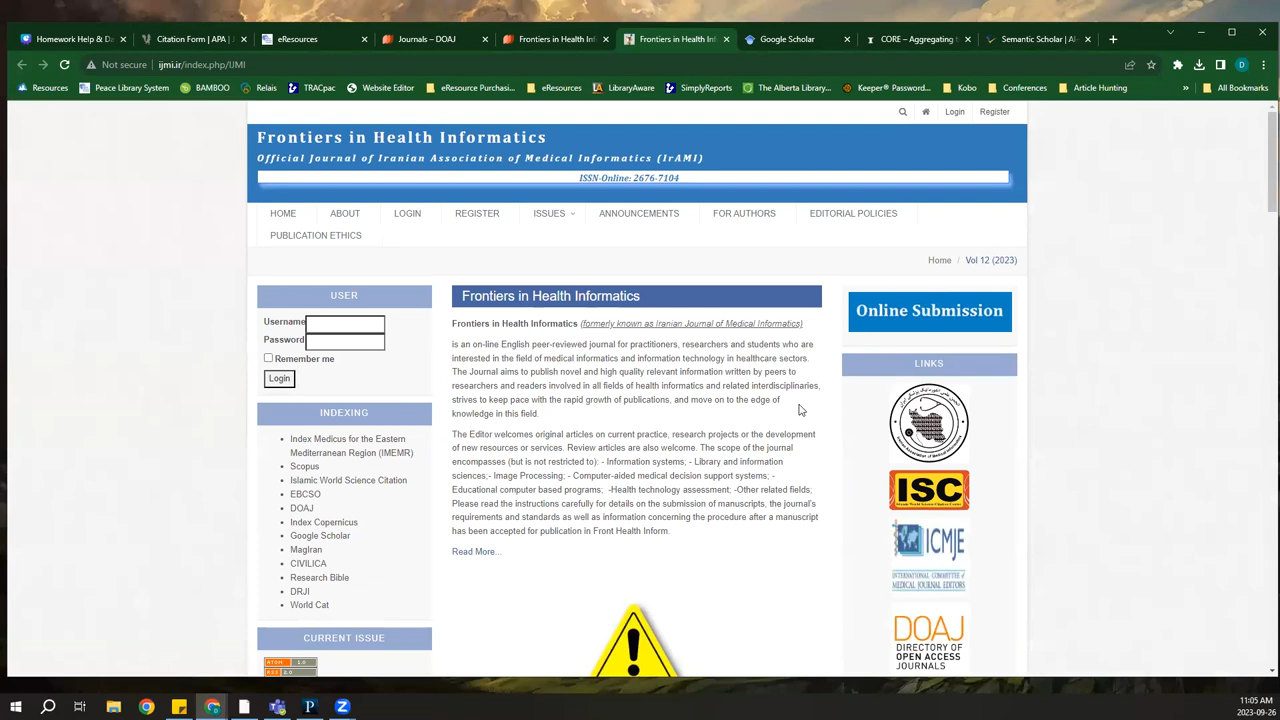 Homework Help & Da
Citation Form | APA | J
eResources
Journals – DOAJ
Frontiers in Health Inf
Frontiers in Health Inf
Google Scholar
CORE – Aggregating t
Semantic Scholar | A
Not secure ijmi.ir/index.php/IJMI
D
Resources
Peace Library System
BAMBOO
Relais
TRACpac
Website Editor
eResource Purchasi...
eResources
LibraryAware
SimplyReports
The Alberta Library...
Keeper® Password...
Kobo
Conferences
Article Hunting
»
All Bookmarks
Login
Register
Frontiers in Health Informatics
Official Journal of Iranian Association of Medical Informatics (IrAMI)
ISSN-Online: 2676-7104
HOME
ABOUT
LOGIN
REGISTER
ISSUES
ANNOUNCEMENTS
FOR AUTHORS
EDITORIAL POLICIES
PUBLICATION ETHICS
Home / Vol 12 (2023)
USER
Username
Password
Remember me
Login
INDEXING
Index Medicus for the Eastern
Mediterranean Region (IMEMR)
Scopus
Islamic World Science Citation
EBCSO
DOAJ
Index Copernicus
Google Scholar
MagIran
CIVILICA
Research Bible
DRJI
World Cat
CURRENT ISSUE
ATOM 1.0
RSS 2.0
Frontiers in Health Informatics
Frontiers in Health Informatics (formerly known as Iranian Journal of Medical Informatics)
is an on-line English peer-reviewed journal for practitioners, researchers and students who are
interested in the field of medical informatics and information technology in healthcare sectors.
The Journal aims to publish novel and high quality relevant information written by peers to
researchers and readers involved in all fields of health informatics and related interdisciplinaries,
strives to keep pace with the rapid growth of publications, and move on to the edge of
knowledge in this field.
The Editor welcomes original articles on current practice, research projects or the development
of new resources or services. Review articles are also welcome. The scope of the journal
encompasses (but is not restricted to): - Information systems; - Library and information
sciences;- Image Processing; - Computer-aided medical decision support systems; -
Educational computer based programs; -Health technology assessment; -Other related fields;
Please read the instructions carefully for details on the submission of manuscripts, the journal's
requirements and standards as well as information concerning the procedure after a manuscript
has been accepted for publication in Front Health Inform.
Read More...
Online Submission
LINKS
ISC
ICMJE
INTERNATIONAL COMMITTEE of
MEDICAL JOURNAL EDITORS
DOAJ
DIRECTORY OF
OPEN ACCESS
JOURNALS
11:05 AM
2023-09-26